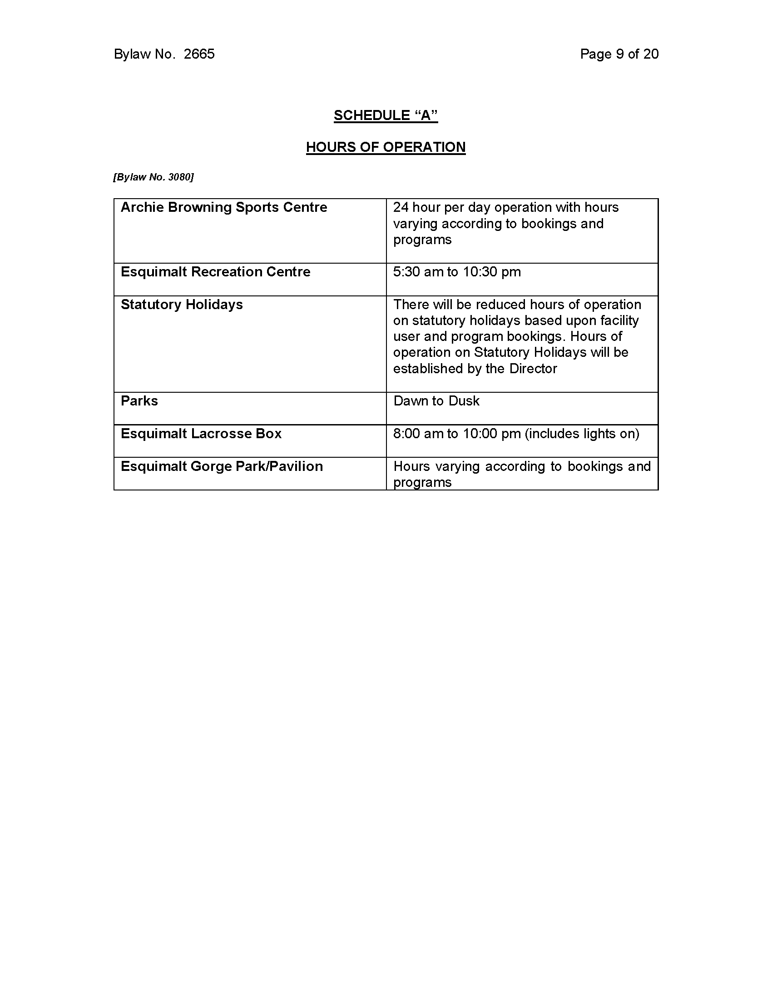 Bylaw No.  2665 Page 9 of 20
SCHEDULE “A”
HOURS OF OPERATION
[Bylaw No. 3080]
Archie Browning Sports Centre 24 hour per day operation with hours
varying according to bookings and
programs
Esquimalt Recreation Centre 5:30 am to 10:30 pm
Statutory Holidays There will be reduced hours of operation
on statutory holidays based upon facility
user and program bookings. Hours of
operation on Statutory Holidays will be
established by the Director
Parks Dawn to Dusk
Esquimalt Lacrosse Box 8:00 am to 10:00 pm (includes lights on)
Esquimalt Gorge Park/Pavilion Hours varying according to bookings and
programs